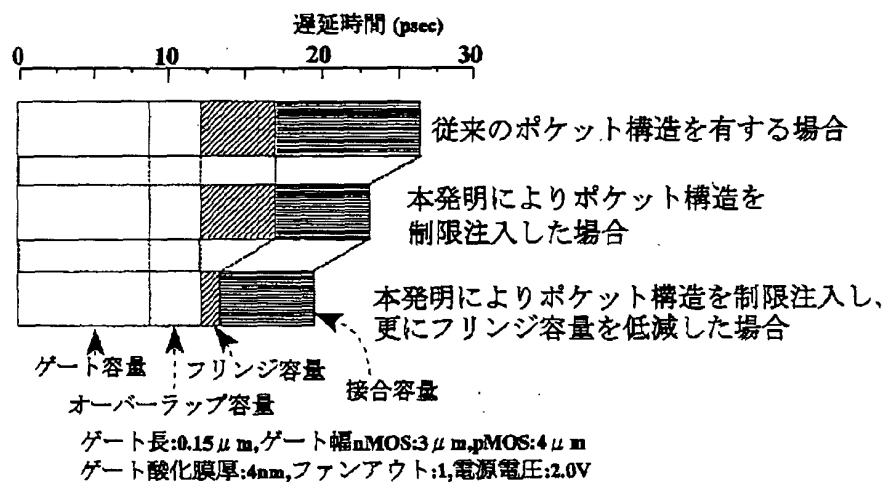 遅延時間 (psec)
0 10 20 30
従来のポケット構造を有する場合
本発明によりポケット構造を
制限注入した場合
本発明によりポケット構造を制限注入し、
更にフリンジ容量を低減した場合
ゲート容量
フリンジ容量
接合容量
オーバーラップ容量
ゲート長:0.15μm,ゲート幅nMOS:3μm,pMOS:4μm
ゲート酸化膜厚:4nm,ファンアウト:1,電源電圧:2.0V